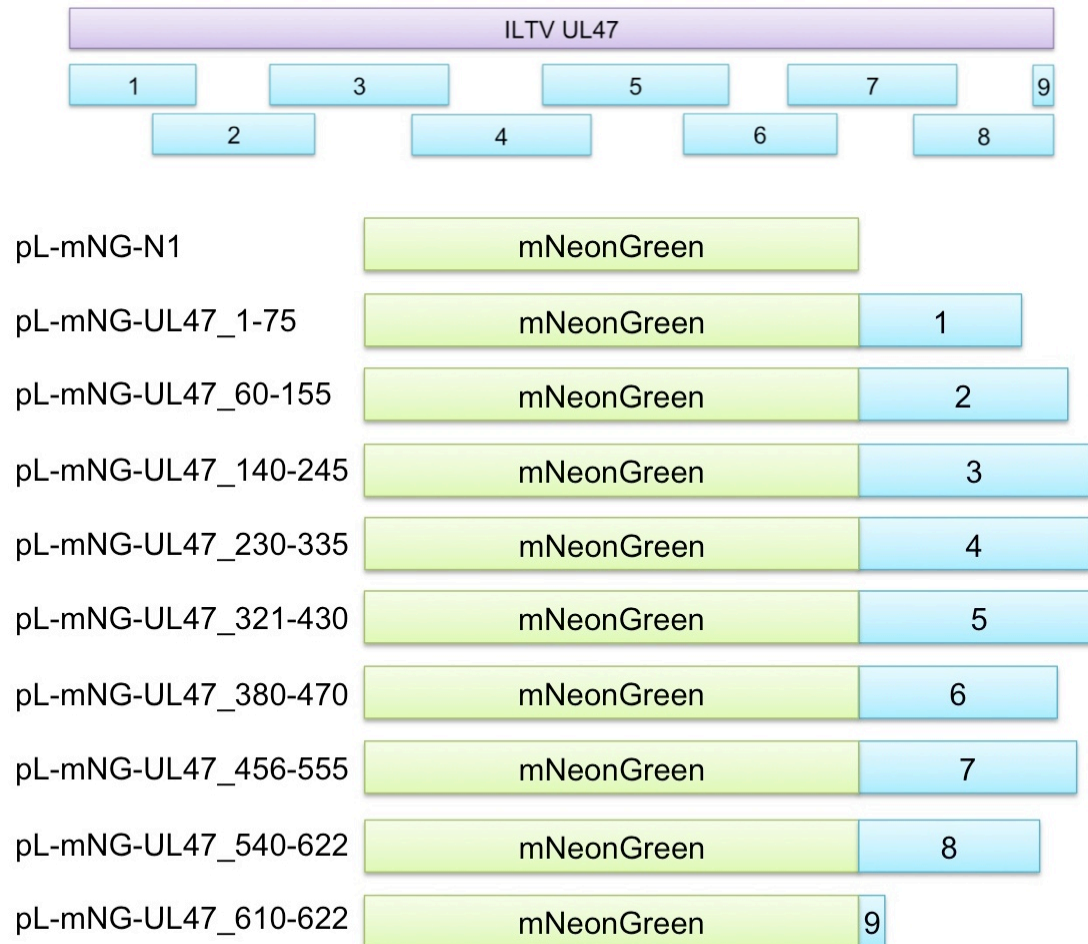 ILTV UL47
1 3 5 7 9
2 4 6 8
pL-mNG-N1 mNeonGreen
pL-mNG-UL47_1-75 mNeonGreen 1
pL-mNG-UL47_60-155 mNeonGreen 2
pL-mNG-UL47_140-245 mNeonGreen 3
pL-mNG-UL47_230-335 mNeonGreen 4
pL-mNG-UL47_321-430 mNeonGreen 5
pL-mNG-UL47_380-470 mNeonGreen 6
pL-mNG-UL47_456-555 mNeonGreen 7
pL-mNG-UL47_540-622 mNeonGreen 8
pL-mNG-UL47_610-622 mNeonGreen 9